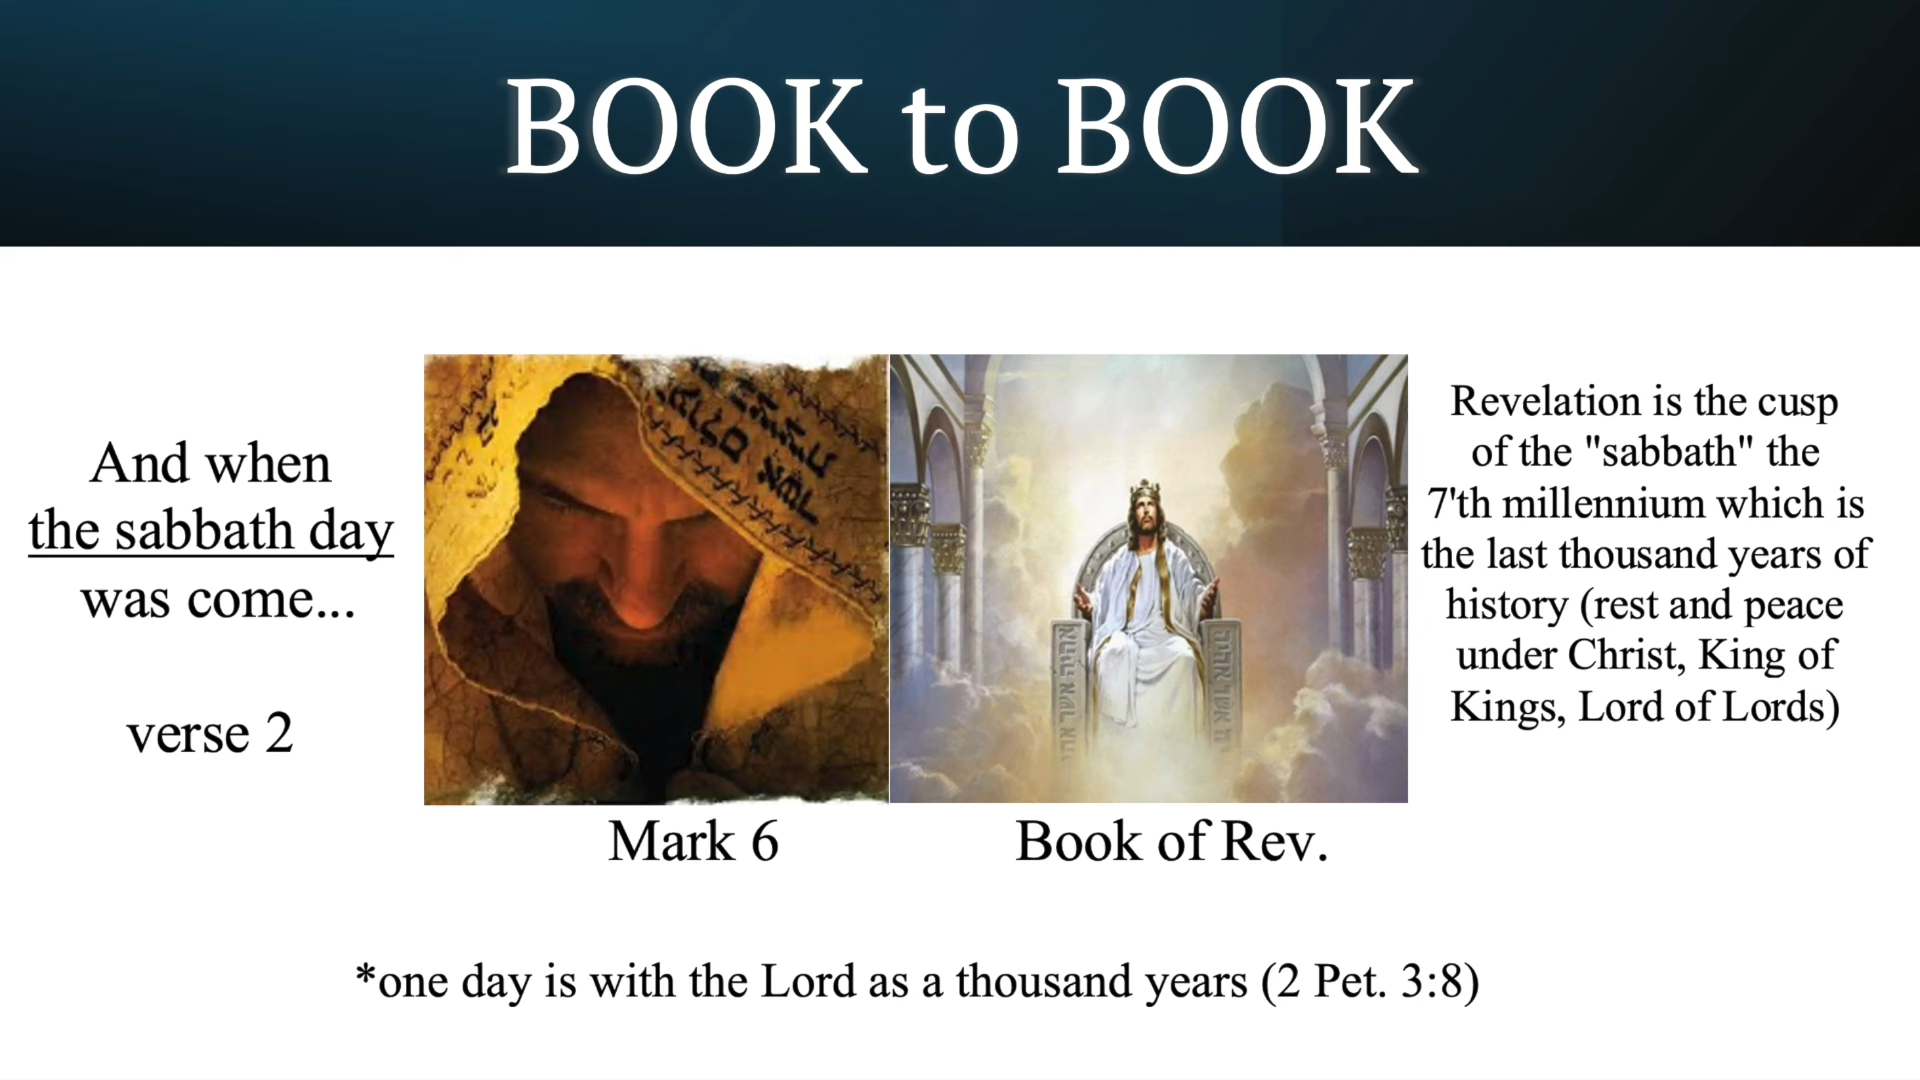 BOOK to BOOK
And when
the sabbath day
was come...
verse 2
Revelation is the cusp
of the "sabbath" the
7'th millennium which is
the last thousand years of
history (rest and peace
under Christ, King of
Kings, Lord of Lords)
Mark 6
Book of Rev.
*one day is with the Lord as a thousand years (2 Pet. 3:8)